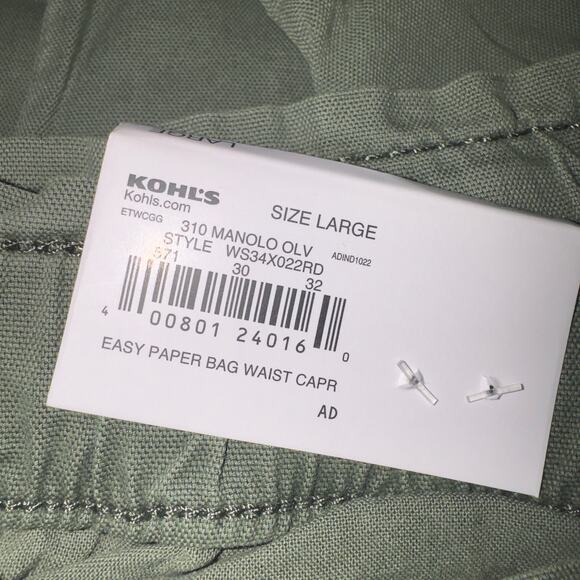 KOHL'S
Kohls.com
SIZE LARGE
ETWCGG
310 MANOLO OLV
ADIND1022
STYLE WS34X022RD
571 30 32
4 00801 24016 0
EASY PAPER BAG WAIST CAPR
AD